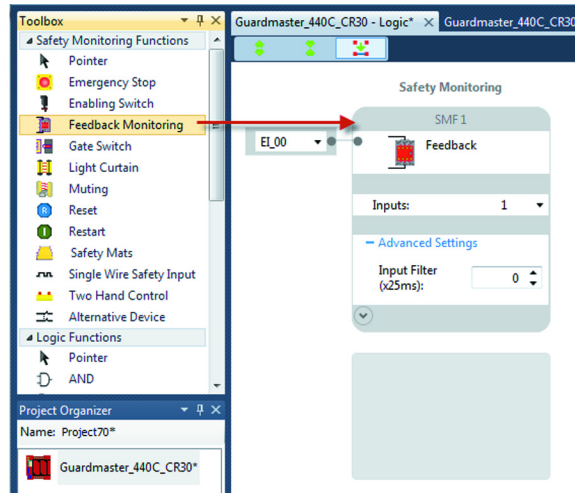 Toolbox
Safety Monitoring Functions
Pointer
Emergency Stop
Enabling Switch
Feedback Monitoring
Gate Switch
Light Curtain
Muting
R Reset
I Restart
Safety Mats
Single Wire Safety Input
Two Hand Control
Alternative Device
Logic Functions
Pointer
AND
Project Organizer
Name: Project70*
Guardmaster_440C_CR30*
Guardmaster_440C_CR30 - Logic*
Guardmaster_440C_CR30
Safety Monitoring
SMF 1
EI_00
Feedback
Inputs: 1
Advanced Settings
Input Filter
(x25ms): 0